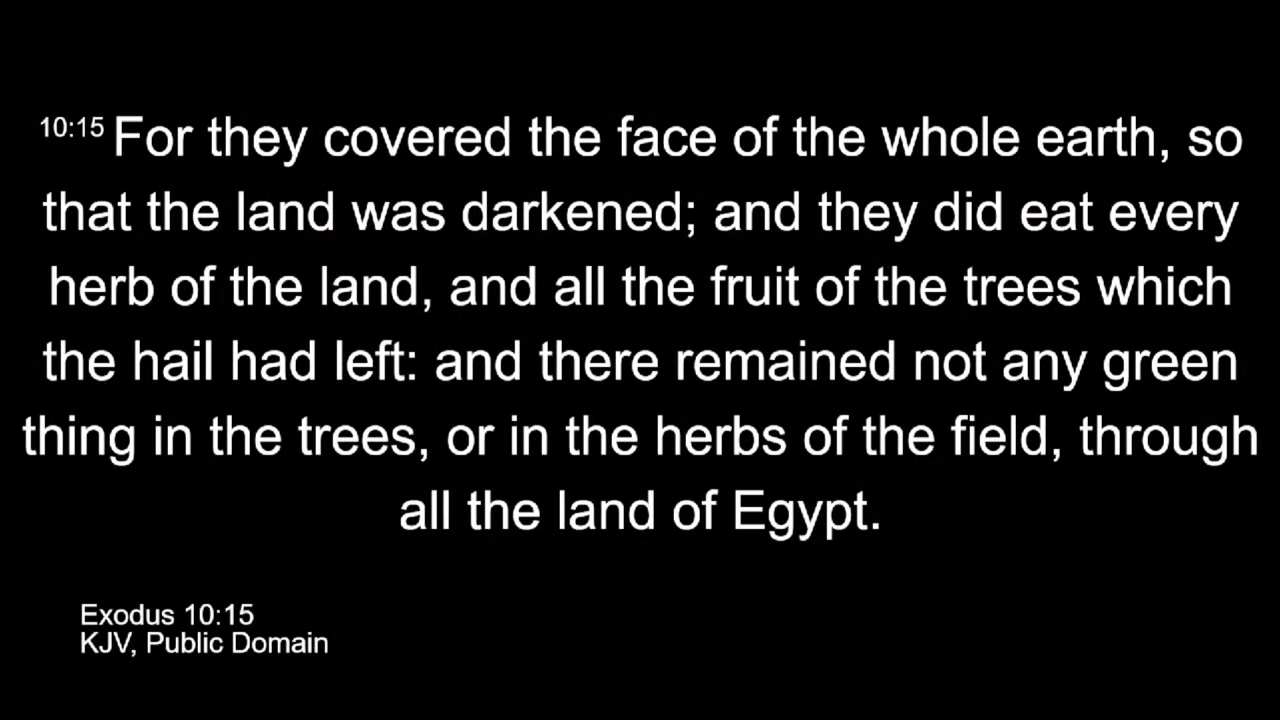 10:15 For they covered the face of the whole earth, so
that the land was darkened; and they did eat every
herb of the land, and all the fruit of the trees which
the hail had left: and there remained not any green
thing in the trees, or in the herbs of the field, through
all the land of Egypt.
Exodus 10:15
KJV, Public Domain